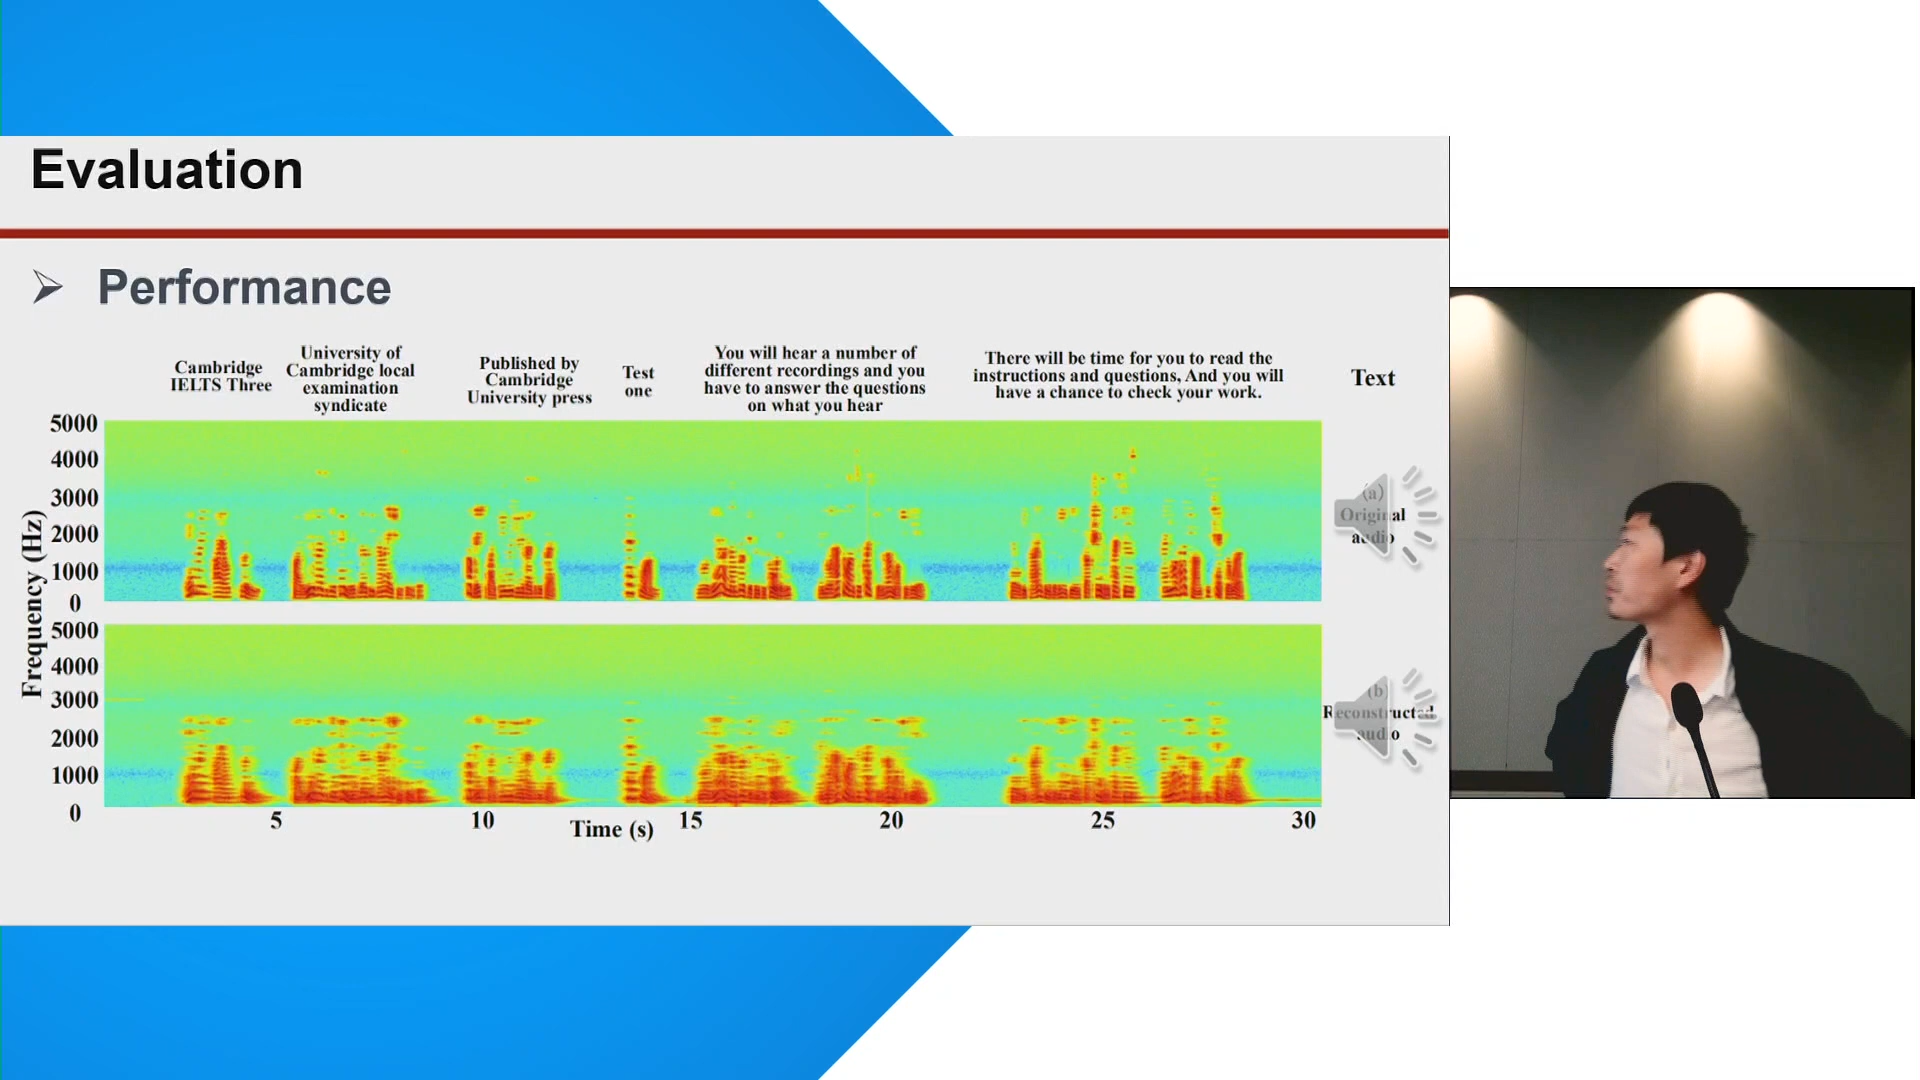 Evaluation
Performance
Cambridge
IELTS Three
University of
Cambridge local
examination
syndicate
Published by
Cambridge
University press
Test
one
You will hear a number of
different recordings and you
have to answer the questions
on what you hear
There will be time for you to read the
instructions and questions, And you will
have a chance to check your work.
Text
Frequency (Hz)
5000
4000
3000
2000
1000
0
(a)
Original
audio
5000
4000
3000
2000
1000
0
(b)
Reconstructed
audio
5
10
15
20
25
30
Time (s)